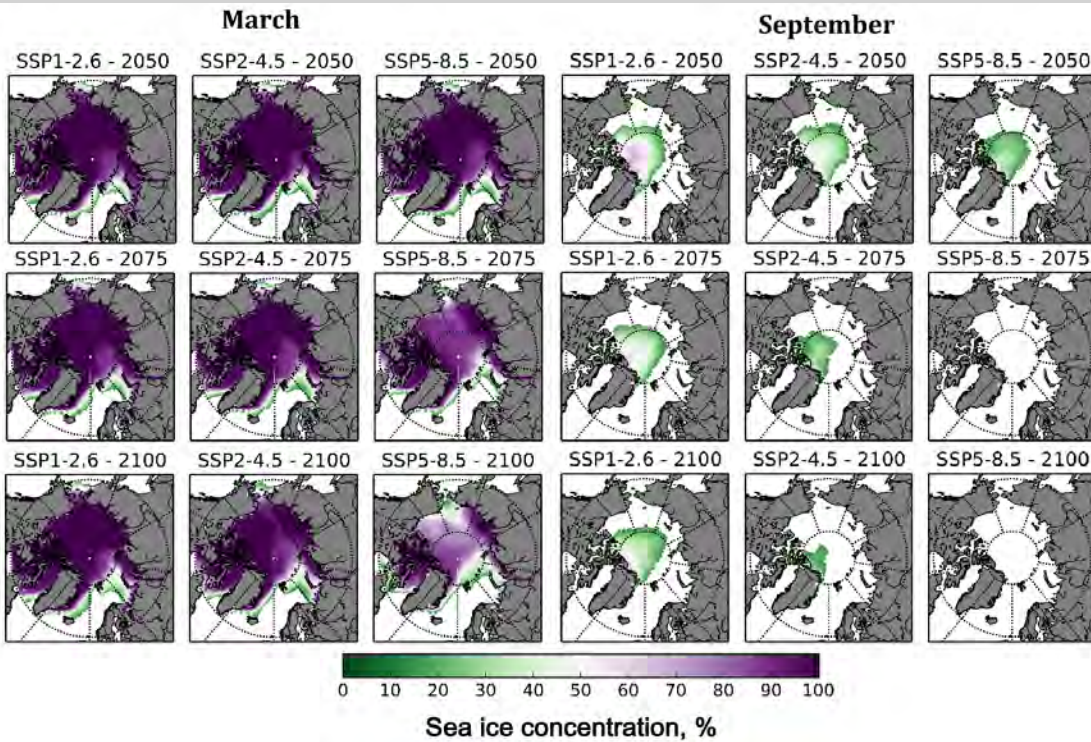 March
September
SSP1-2.6 - 2050
SSP2-4.5 - 2050
SSP5-8.5 - 2050
SSP1-2.6 - 2050
SSP2-4.5 - 2050
SSP5-8.5 - 2050
SSP1-2.6 - 2075
SSP2-4.5 - 2075
SSP5-8.5 - 2075
SSP1-2.6 - 2075
SSP2-4.5 - 2075
SSP5-8.5 - 2075
SSP1-2.6 - 2100
SSP2-4.5 - 2100
SSP5-8.5 - 2100
SSP1-2.6 - 2100
SSP2-4.5 - 2100
SSP5-8.5 - 2100
0 10 20 30 40 50 60 70 80 90 100
Sea ice concentration, %